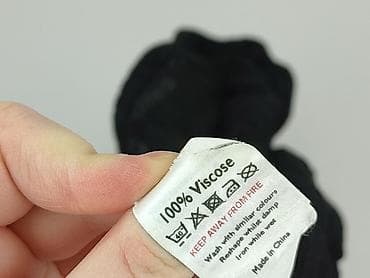 100% Viscose
KEEP AWAY FROM FIRE
Wash with similar colours
Reshape whilst damp
Iron while wet
Made in China